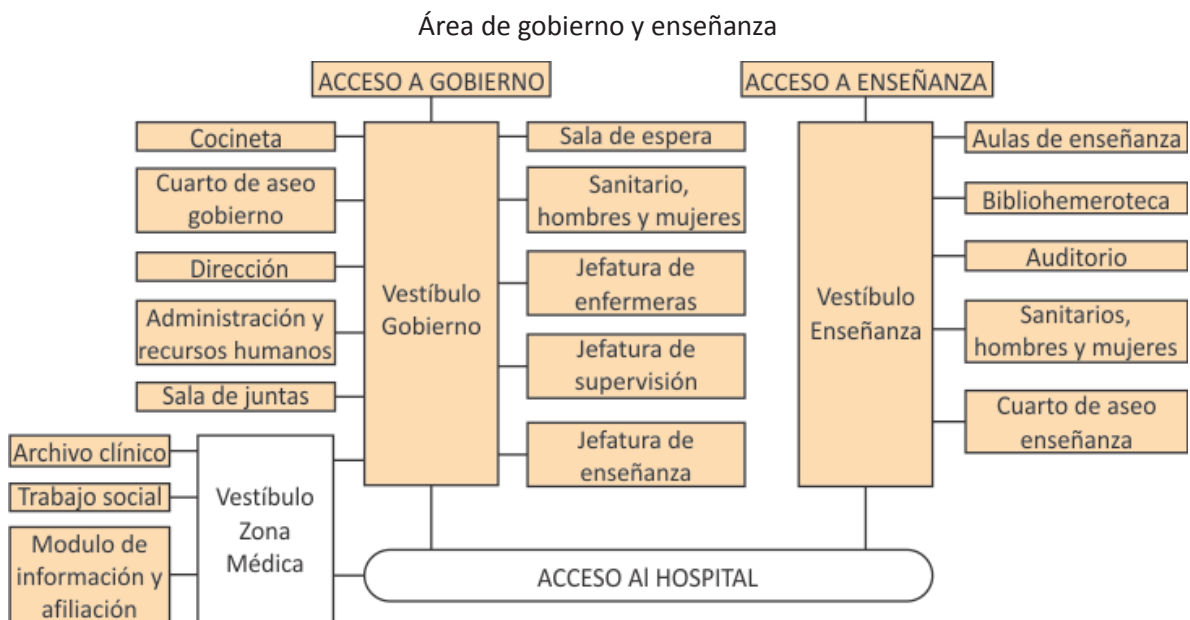 Área de gobierno y enseñanza
ACCESO A GOBIERNO
ACCESO A ENSEÑANZA
Cocineta
Cuarto de aseo
gobierno
Dirección
Administración y
recursos humanos
Sala de juntas
Vestíbulo
Gobierno
Sala de espera
Sanitario,
hombres y mujeres
Jefatura de
enfermeras
Jefatura de
supervisión
Jefatura de
enseñanza
Vestíbulo
Enseñanza
Aulas de enseñanza
Bibliohemeroteca
Auditorio
Sanitarios,
hombres y mujeres
Cuarto de aseo
enseñanza
Archivo clínico
Trabajo social
Modulo de
información y
afiliación
Vestíbulo
Zona
Médica
ACCESO Al HOSPITAL